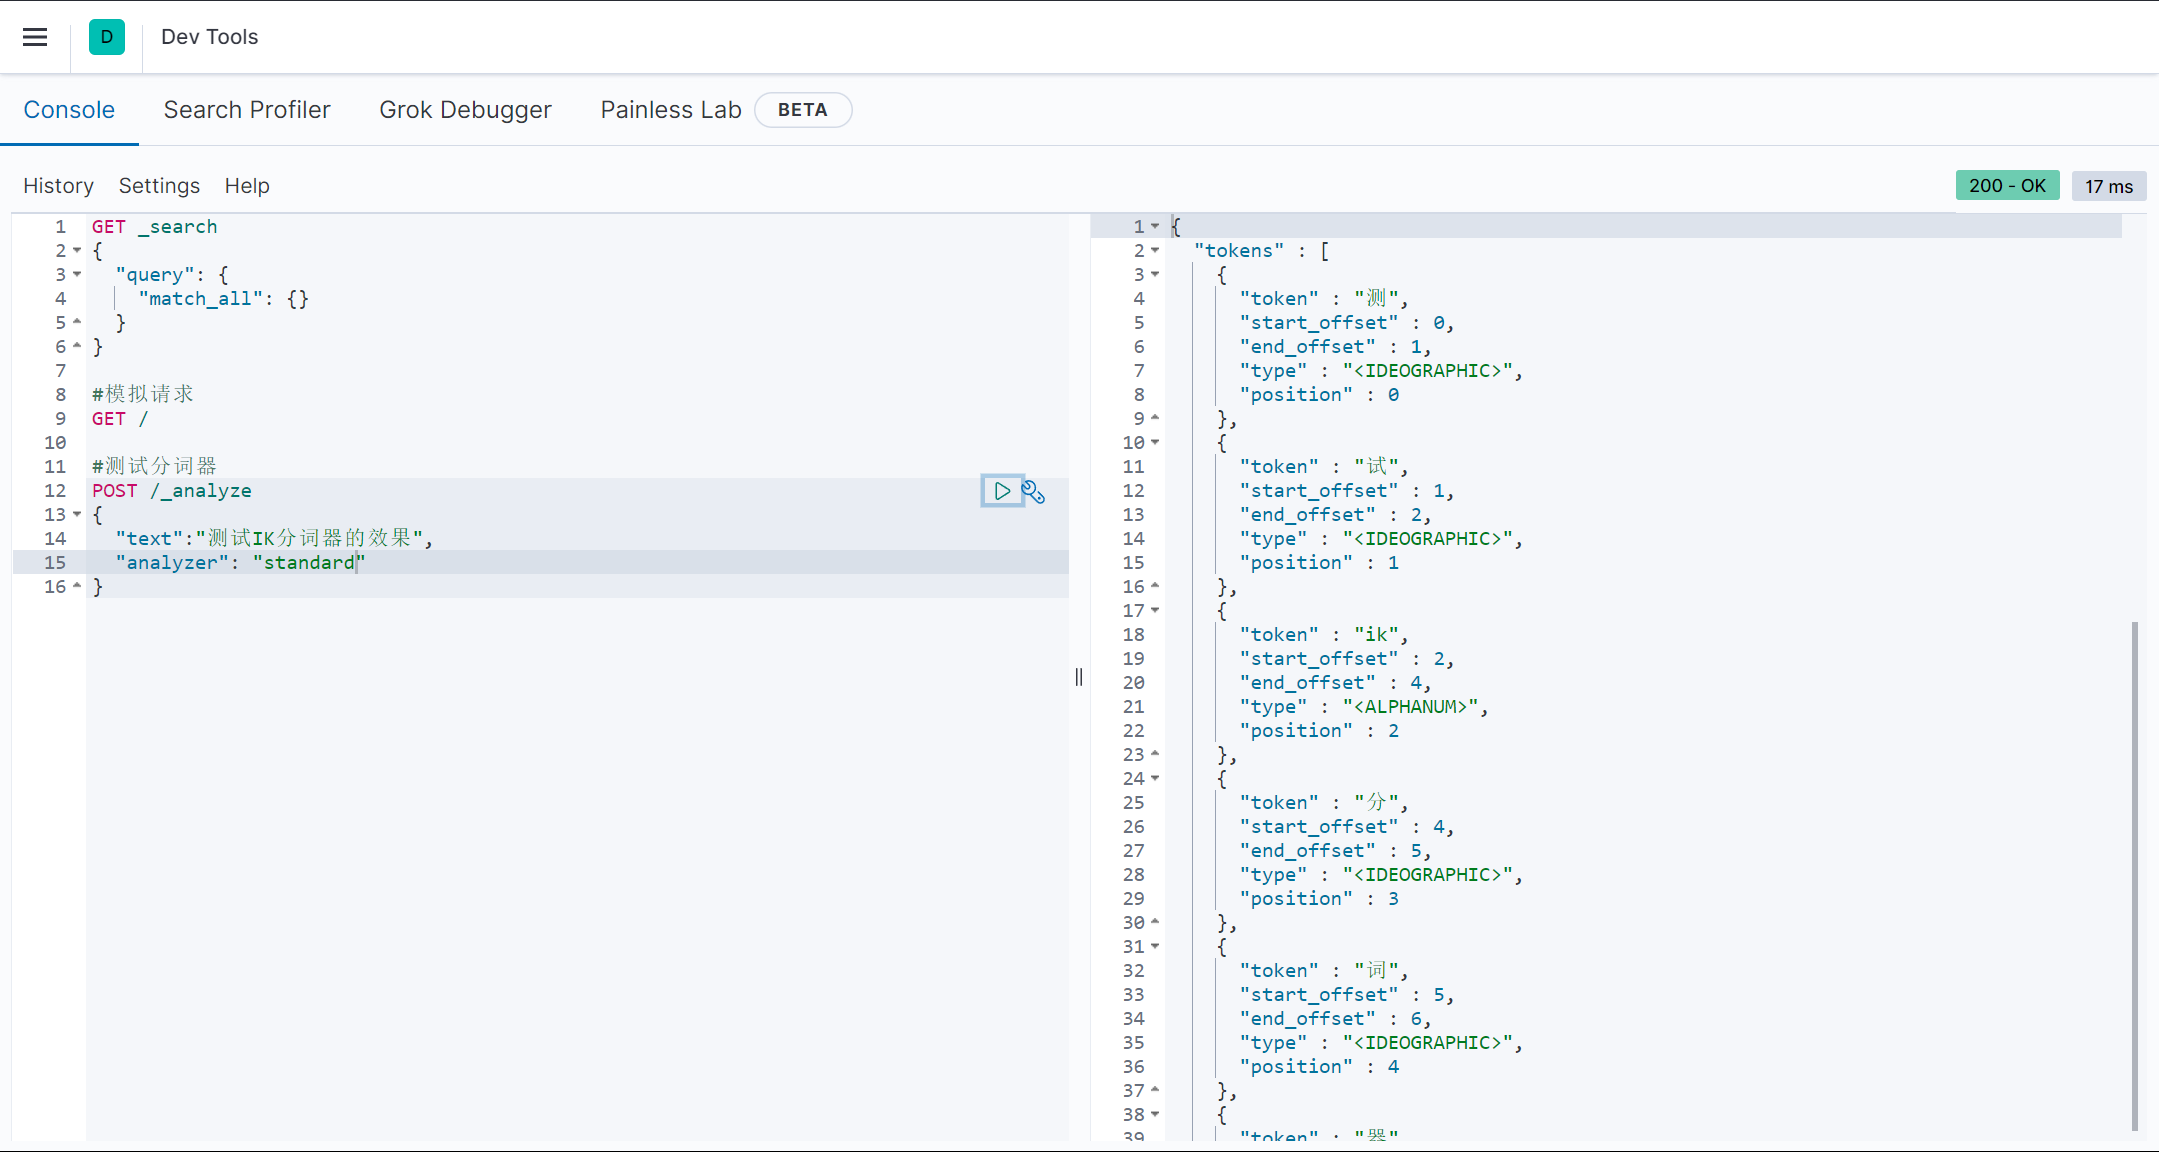 D Dev Tools
Console Search Profiler Grok Debugger Painless Lab BETA
History Settings Help 200 - OK 17 ms
1 GET _search
2 {
3 "query": {
4 "match_all": {}
5 }
6 }
7
8 #模拟请求
9 GET /
10
11 #测试分词器
12 POST /_analyze
13 {
14 "text":"测试IK分词器的效果",
15 "analyzer": "standard"
16 }
1 {
2 "tokens" : [
3 {
4 "token" : "测",
5 "start_offset" : 0,
6 "end_offset" : 1,
7 "type" : "<IDEOGRAPHIC>",
8 "position" : 0
9 },
10 {
11 "token" : "试",
12 "start_offset" : 1,
13 "end_offset" : 2,
14 "type" : "<IDEOGRAPHIC>",
15 "position" : 1
16 },
17 {
18 "token" : "ik",
19 "start_offset" : 2,
20 "end_offset" : 4,
21 "type" : "<ALPHANUM>",
22 "position" : 2
23 },
24 {
25 "token" : "分",
26 "start_offset" : 4,
27 "end_offset" : 5,
28 "type" : "<IDEOGRAPHIC>",
29 "position" : 3
30 },
31 {
32 "token" : "词",
33 "start_offset" : 5,
34 "end_offset" : 6,
35 "type" : "<IDEOGRAPHIC>",
36 "position" : 4
37 },
38 {
39 "token" : "器"